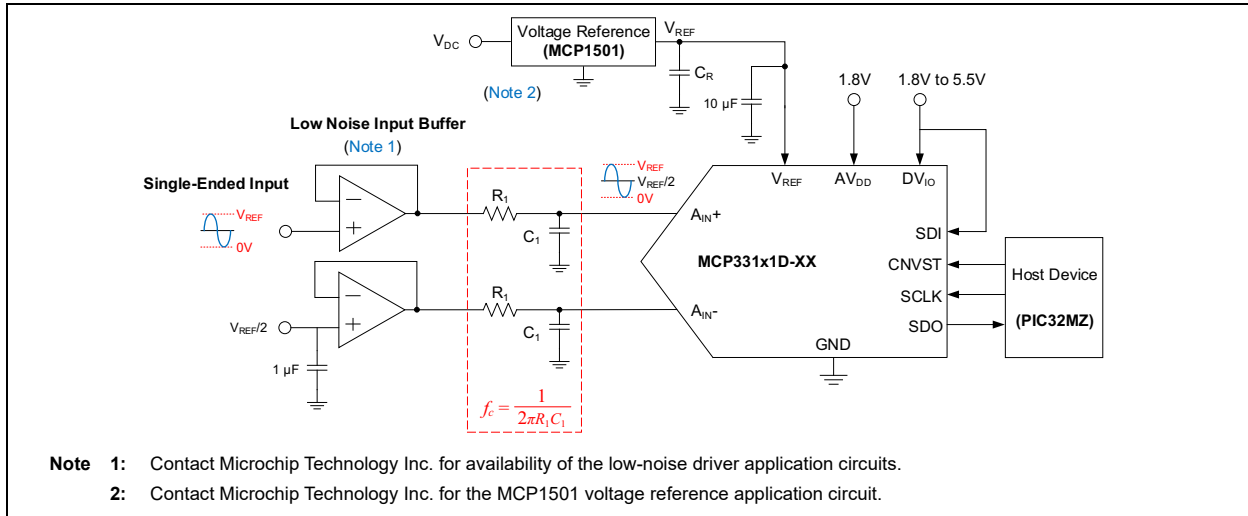 Voltage Reference
(MCP1501)
VREF
VDC
CR
(Note 2)
10 µF
1.8V
1.8V to 5.5V
Low Noise Input Buffer
(Note 1)
Single-Ended Input
VREF
0V
VREF
VREF/2
0V
VREF
AVDD
DVIO
R1
C1
AIN+
SDI
MCP331x1D-XX
CNVST
Host Device
SCLK
(PIC32MZ)
SDO
R1
C1
AIN-
VREF/2
GND
1 µF
fc = 1 / 2πR1C1
Note 1: Contact Microchip Technology Inc. for availability of the low-noise driver application circuits.
2: Contact Microchip Technology Inc. for the MCP1501 voltage reference application circuit.